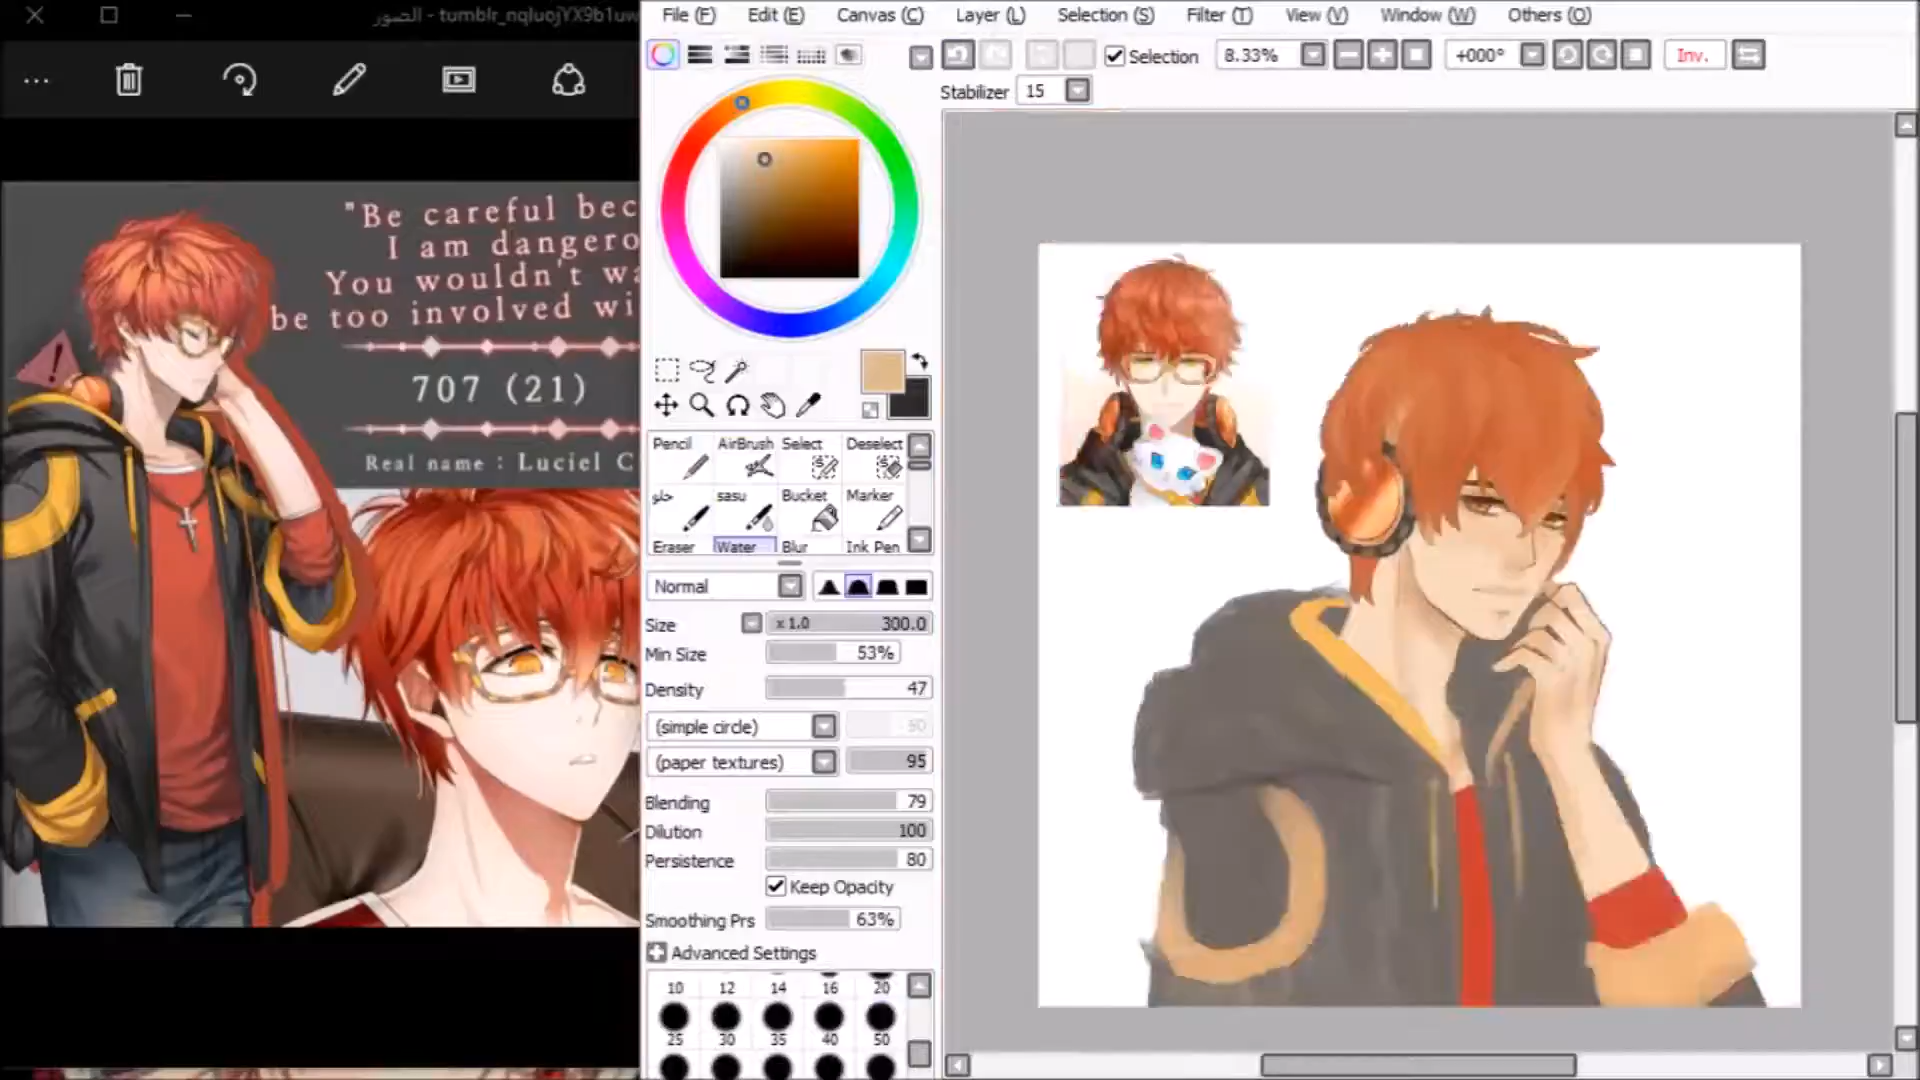 tumblr_nqluojYX9b1uw - الصور
"Be careful bec
I am dangero
You wouldn't wa
be too involved wi
707 (21)
Real name : Luciel C
File (F) Edit (E) Canvas (C) Layer (L) Selection (S) Filter (T) View (V) Window (W) Others (O)
Selection 8.33% +000° Inv.
Stabilizer 15
Pencil AirBrush Select Deselect
حلو sasu Bucket Marker
Eraser Water Blur Ink Pen
Normal
Size x 1.0 300.0
Min Size 53%
Density 47
(simple circle) 50
(paper textures) 95
Blending 79
Dilution 100
Persistence 80
Keep Opacity
Smoothing Prs 63%
Advanced Settings
10 12 14 16 20
25 30 35 40 50